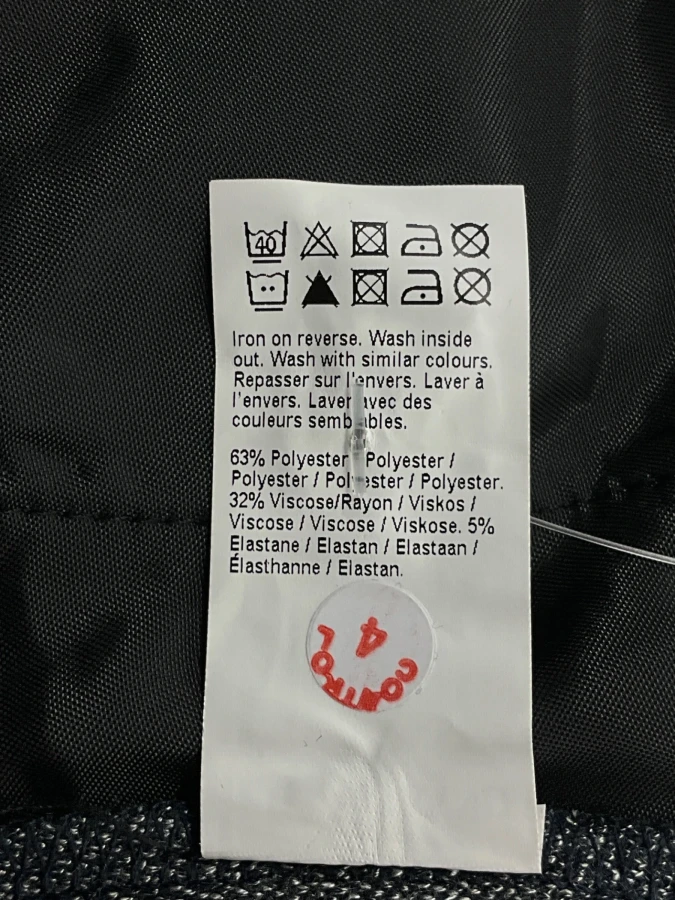 40
Iron on reverse. Wash inside
out. Wash with similar colours.
Repasser sur l'envers. Laver à
l'envers. Laver avec des
couleurs semblables.
63% Polyester / Polyester /
Polyester / Polyester / Polyester.
32% Viscose/Rayon / Viskos /
Viscose / Viscose / Viskose. 5%
Elastane / Elastan / Elastaan /
Élasthanne / Elastan.
4
CONTROL